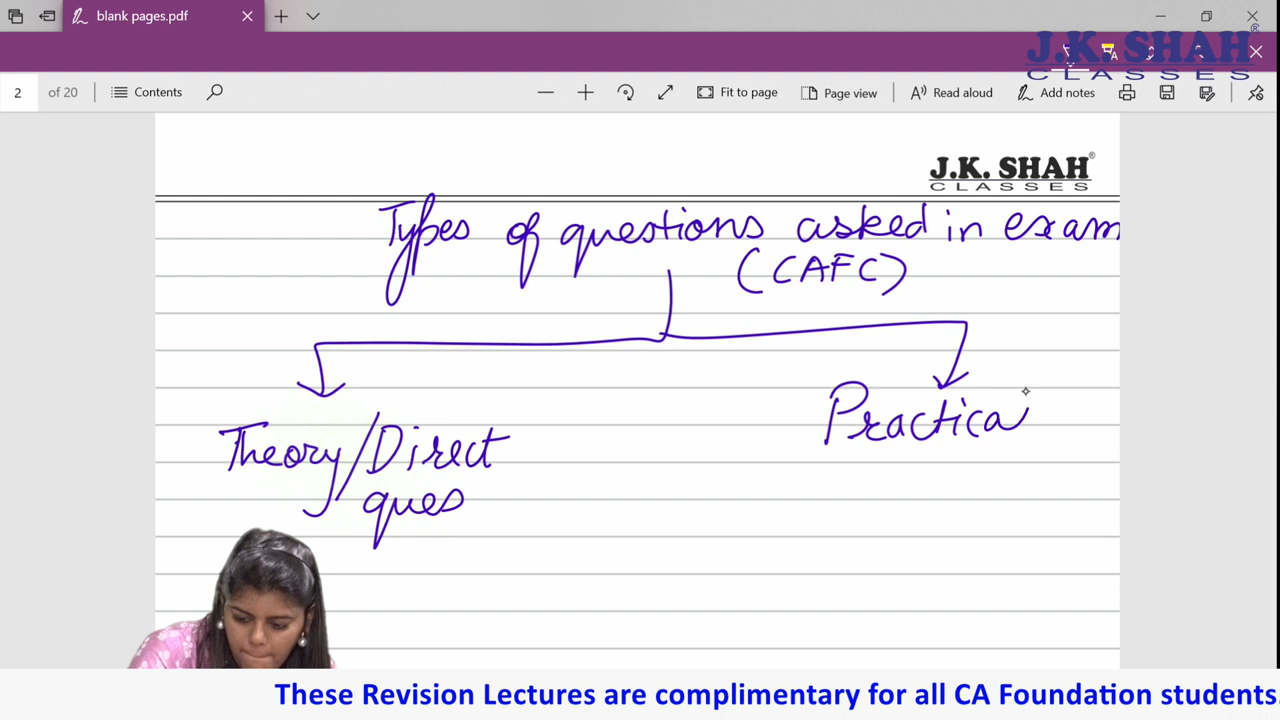 blank pages.pdf
J.K. SHAH®
CLASSES
2 of 20 Contents Fit to page Page view Read aloud Add notes
J.K. SHAH®
CLASSES
Types of questions asked in exam
(CAFC)
Theory/Direct
ques
Practica
These Revision Lectures are complimentary for all CA Foundation students